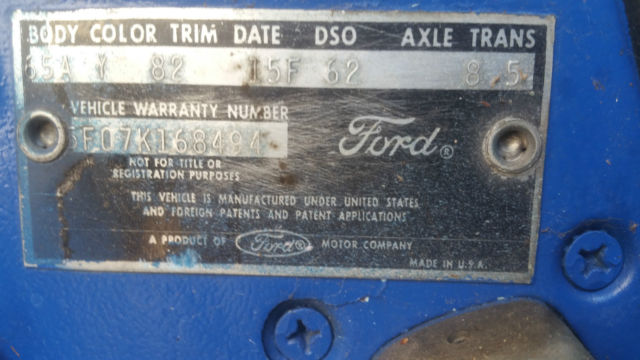 BODY COLOR TRIM DATE DSO AXLE TRANS
65A Y 82 15F 62 8 5
VEHICLE WARRANTY NUMBER
5F07K168494
Ford®
NOT FOR TITLE OR
REGISTRATION PURPOSES
THIS VEHICLE IS MANUFACTURED UNDER UNITED STATES
AND FOREIGN PATENTS AND PATENT APPLICATIONS
A PRODUCT OF Ford® MOTOR COMPANY
MADE IN U.S.A.